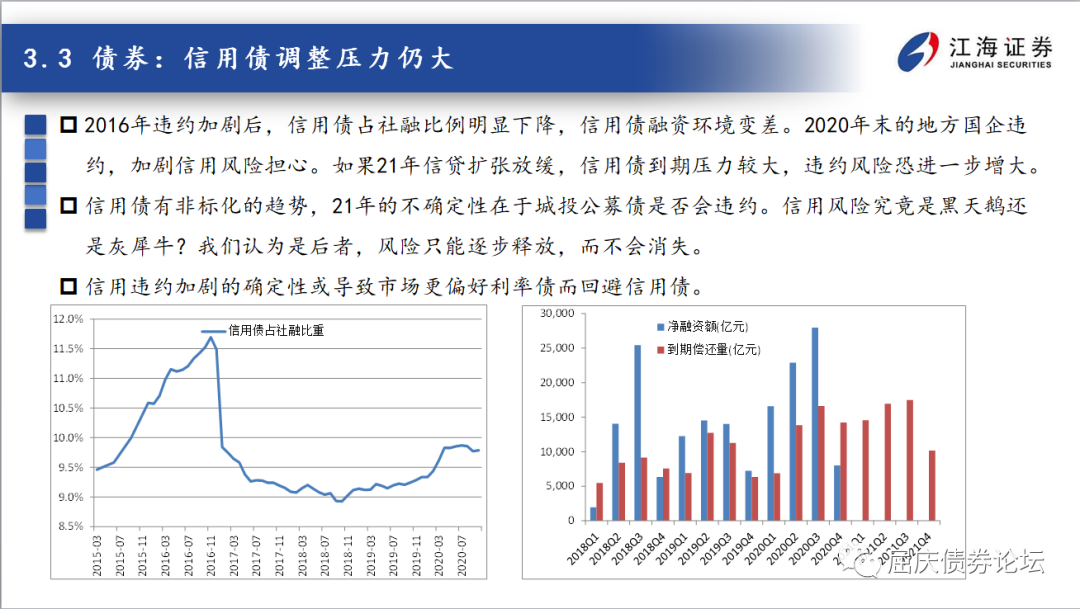 3.3 债券：信用债调整压力仍大
江海证券
JIANGHAI SECURITIES
2016年违约加剧后，信用债占社融比例明显下降，信用债融资环境变差。2020年末的地方国企违
约，加剧信用风险担心。如果21年信贷扩张放缓，信用债到期压力较大，违约风险恐进一步增大。
信用债有非标化的趋势，21年的不确定性在于城投公募债是否会违约。信用风险究竟是黑天鹅还
是灰犀牛？我们认为是后者，风险只能逐步释放，而不会消失。
信用违约加剧的确定性或导致市场更偏好利率债而回避信用债。
信用债占社融比重
12.0%
11.5%
11.0%
10.5%
10.0%
9.5%
9.0%
8.5%
2015-03
2015-07
2015-11
2016-03
2016-07
2016-11
2017-03
2017-07
2017-11
2018-03
2018-07
2018-11
2019-03
2019-07
2019-11
2020-03
2020-07
净融资额(亿元)
到期偿还量(亿元)
30,000
25,000
20,000
15,000
10,000
5,000
0
2018Q1
2018Q2
2018Q3
2018Q4
2019Q1
2019Q2
2019Q3
2019Q4
2020Q1
2020Q2
2020Q3
2020Q4
2021Q2
2021Q3
2021Q4
屈庆债券论坛